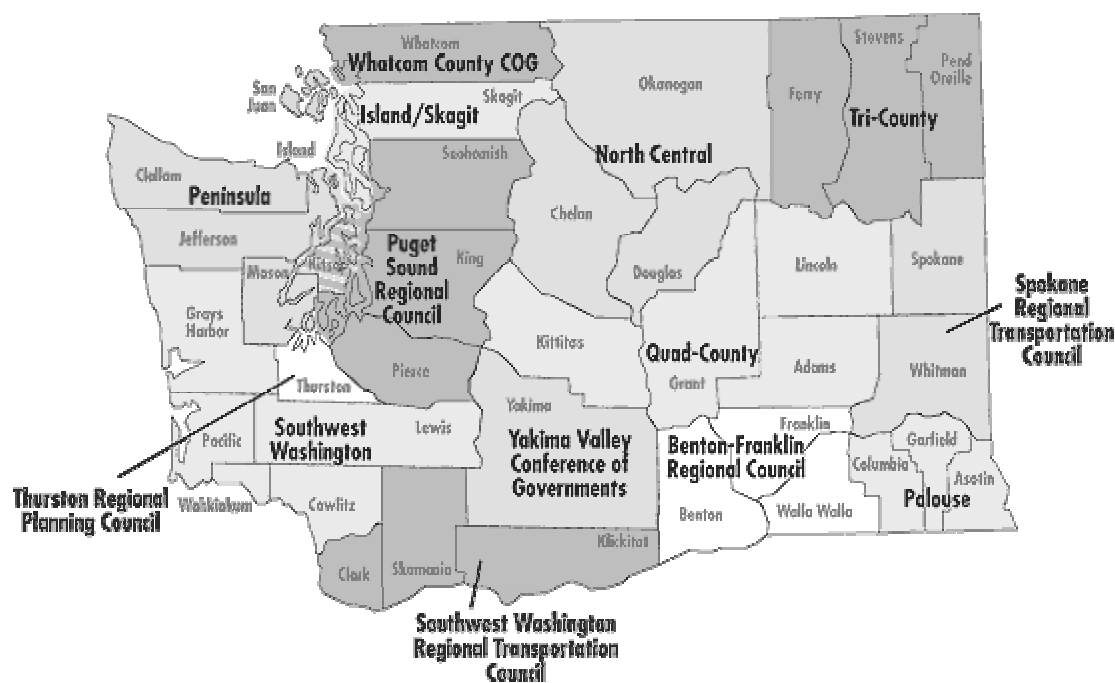 Whatcom
Whatcom County COG
San
Juan
Skagit
Island/Skagit
Island
Okanogan
Ferry
Stevens
Pend
Oreille
Tri-County
North Central
Snohomish
Clallam
Peninsula
Jefferson
Chelan
Douglas
Lincoln
Spokane
Mason
Kitsap
Puget
Sound
Regional
Council
King
Grays
Harbor
Kittitas
Quad-County
Grant
Adams
Whitman
Spokane
Regional
Transportation
Council
Pierce
Thurston
Yakima
Southwest
Washington
Lewis
Pacific
Yakima Valley
Conference of
Governments
Franklin
Benton-Franklin
Regional Council
Garfield
Columbia
Asotin
Palouse
Thurston Regional
Planning Council
Wahkiakum
Cowlitz
Benton
Walla Walla
Klickitat
Clark
Skamania
Southwest Washington
Regional Transportation
Council